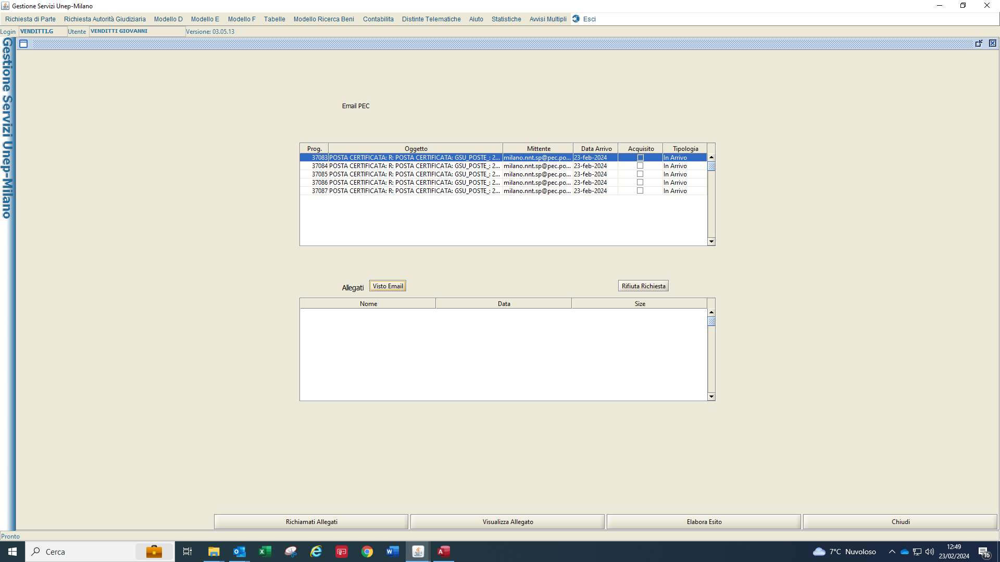 Gestione Servizi Unep-Milano
Richiesta di Parte Richiesta Autorità Giudiziaria Modello D Modello E Modello F Tabelle Modello Ricerca Beni Contabilita Distinte Telematiche Aiuto Statistiche Avvisi Multipli Esci
Login VENDITTI.G Utente VENDITTI GIOVANNI Versione: 03.05.13
Gestione Servizi Unep-Milano
Email PEC
Prog. Oggetto Mittente Data Arrivo Acquisito Tipologia
37083 POSTA CERTIFICATA: R: POSTA CERTIFICATA: GSU_POSTE_: 2... milano.nnt.sp@pec.po... 23-feb-2024 In Arrivo
37084 POSTA CERTIFICATA: R: POSTA CERTIFICATA: GSU_POSTE_: 2... milano.nnt.sp@pec.po... 23-feb-2024 In Arrivo
37085 POSTA CERTIFICATA: R: POSTA CERTIFICATA: GSU_POSTE_: 2... milano.nnt.sp@pec.po... 23-feb-2024 In Arrivo
37086 POSTA CERTIFICATA: R: POSTA CERTIFICATA: GSU_POSTE_: 2... milano.nnt.sp@pec.po... 23-feb-2024 In Arrivo
37087 POSTA CERTIFICATA: R: POSTA CERTIFICATA: GSU_POSTE_: 2... milano.nnt.sp@pec.po... 23-feb-2024 In Arrivo
Allegati Visto Email Rifiuta Richiesta
Nome Data Size
Richiamati Allegati Visualizza Allegato Elabora Esito Chiudi
Pronto
Cerca 7°C Nuvoloso 12:49
23/02/2024 16